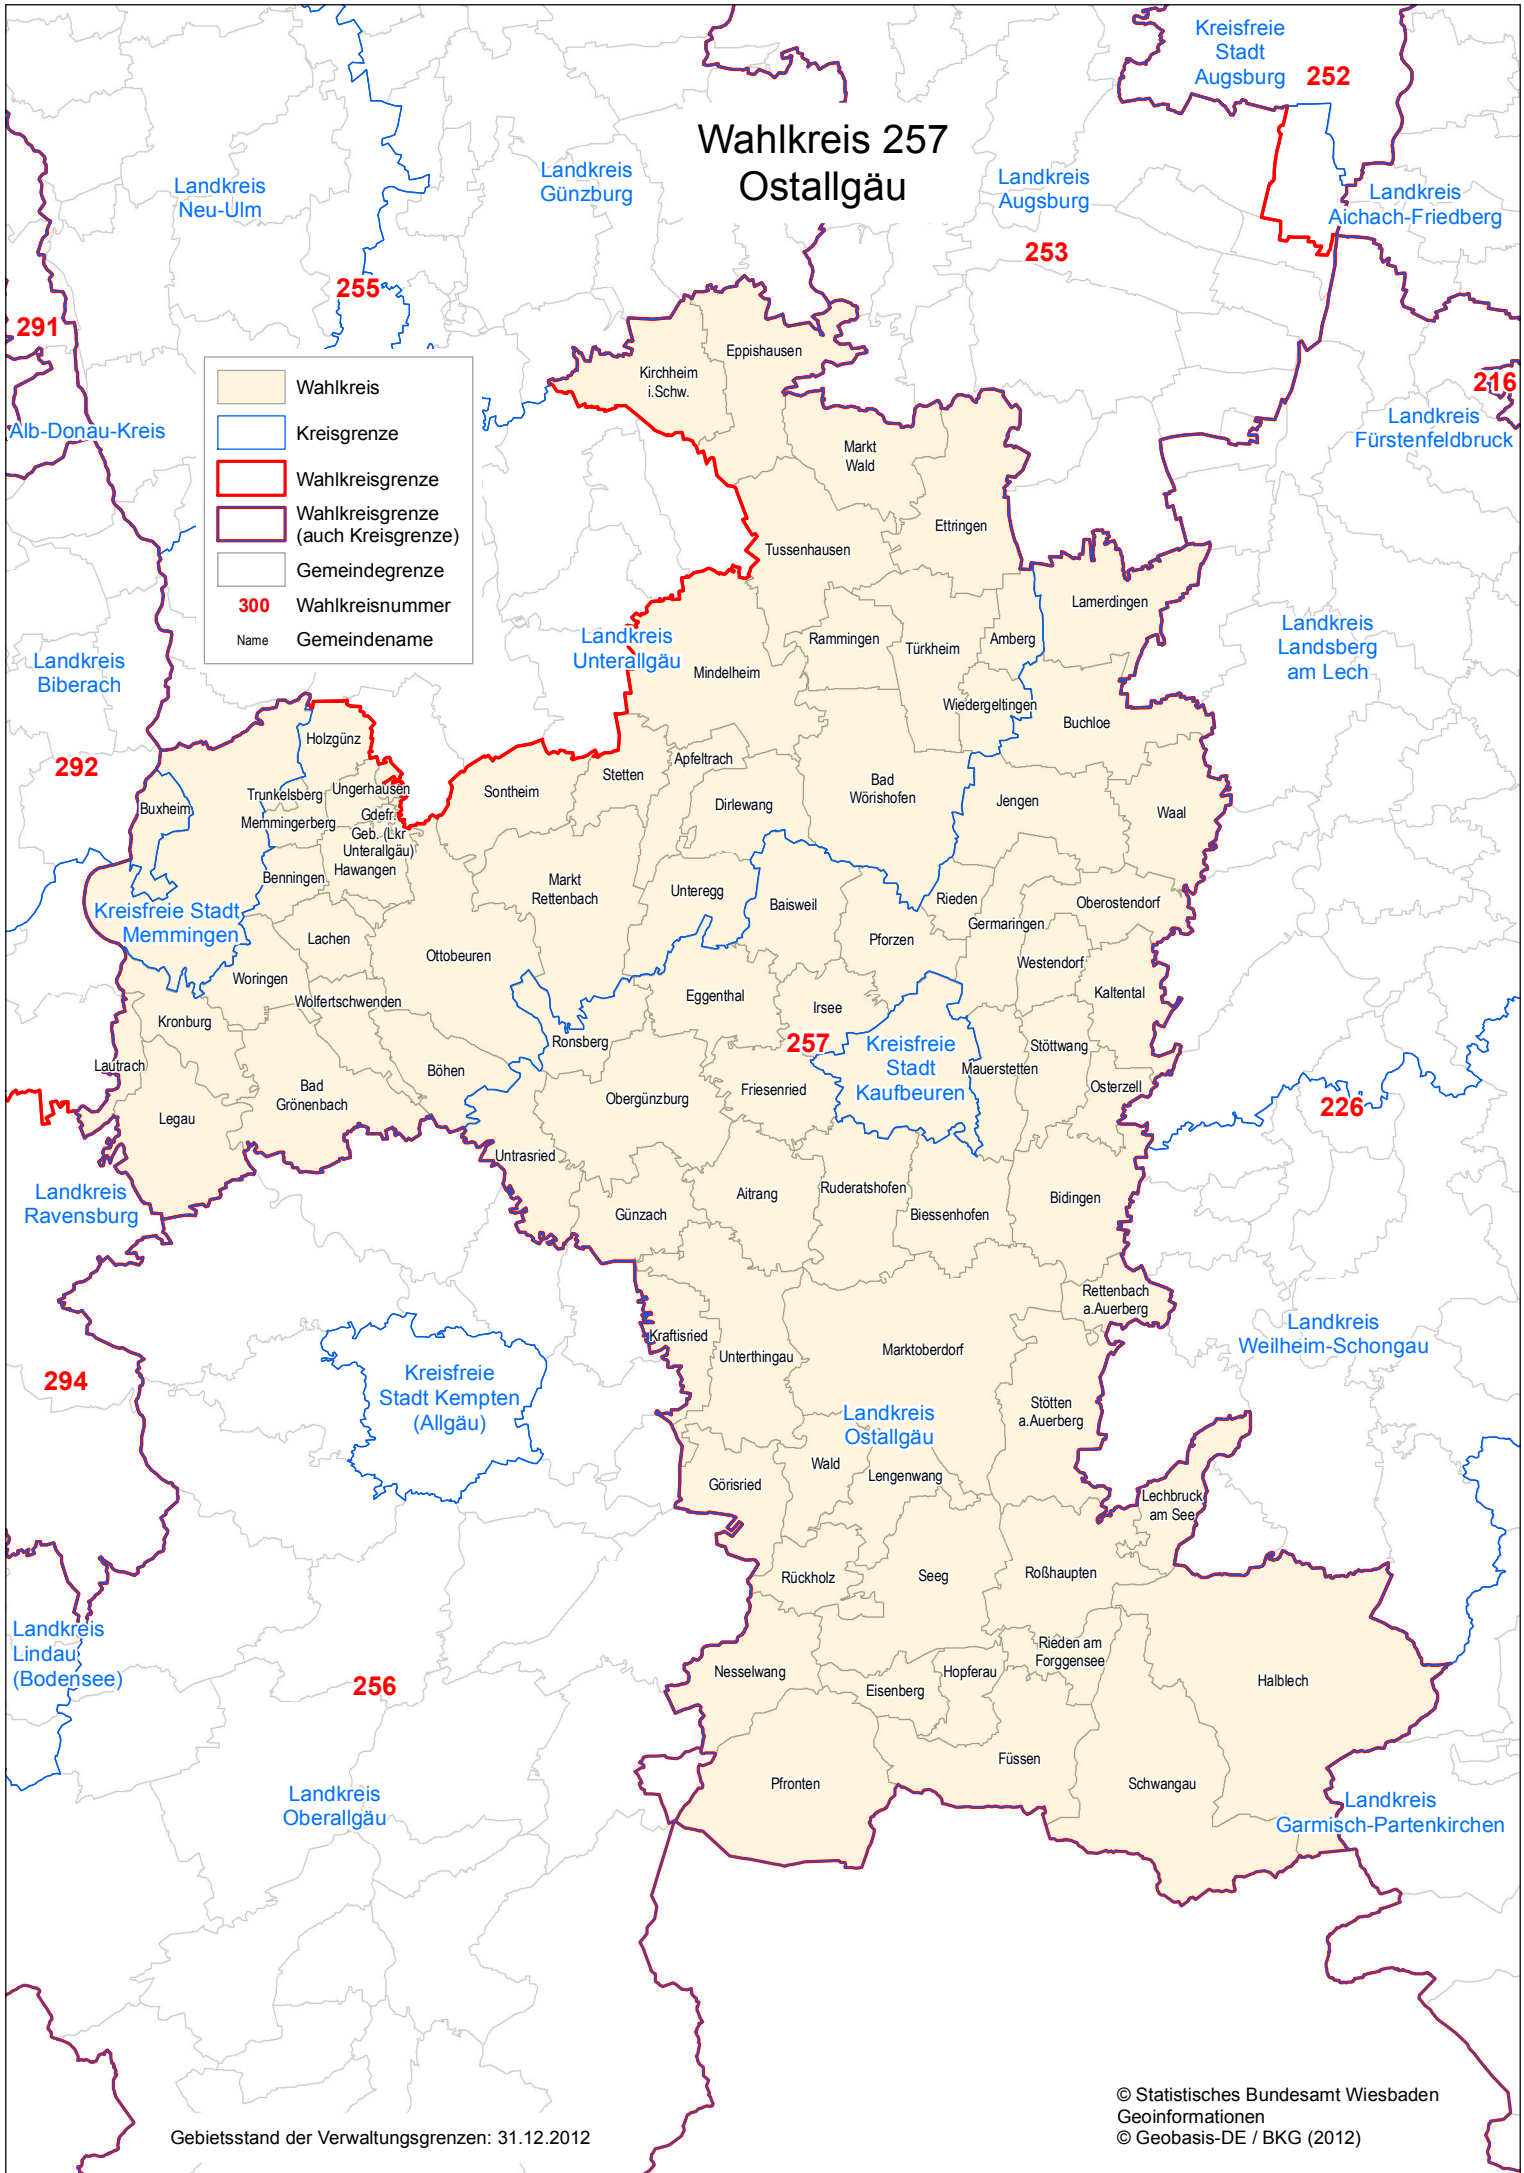 Wahlkreis 257
Ostallgäu
Kreisfreie
Stadt
Augsburg
252
Landkreis
Neu-Ulm
Landkreis
Günzburg
Landkreis
Augsburg
Landkreis
Aichach-Friedberg
253
255
291
216
Alb-Donau-Kreis
Landkreis
Fürstenfeldbruck
Wahlkreis
Kreisgrenze
Wahlkreisgrenze
Wahlkreisgrenze
(auch Kreisgrenze)
Gemeindegrenze
300 Wahlkreisnummer
Name Gemeindename
Eppishausen
Kirchheim
i.Schw.
Markt
Wald
Ettringen
Tussenhausen
Lamerdingen
Landkreis
Unterallgäu
Rammingen
Türkheim
Amberg
Mindelheim
Landkreis
Landsberg
am Lech
Landkreis
Biberach
Wiedergeltingen
Buchloe
Holzgünz
292
Apfeltrach
Stetten
Sontheim
Bad
Wörishofen
Ungerhausen
Trunkelsberg
Buxheim
Dirlewang
Jengen
Waal
Memmingerberg
Gdefr.
Geb. (Lkr
Unterallgäu)
Hawangen
Benningen
Markt
Rettenbach
Unteregg
Baisweil
Rieden
Oberostendorf
Kreisfreie Stadt
Memmingen
Germaringen
Lachen
Pforzen
Ottobeuren
Westendorf
Woringen
Kaltental
Wolfertschwenden
Eggenthal
Irsee
Kronburg
Ronsberg
257
Kreisfreie
Stadt
Kaufbeuren
Stöttwang
Lautrach
Böhen
Mauerstetten
Osterzell
Bad
Grönenbach
Obergünzburg
Friesenried
Legau
226
Untrasried
Landkreis
Ravensburg
Aitrang
Ruderatshofen
Bidingen
Günzach
Biessenhofen
Rettenbach
a.Auerberg
Landkreis
Weilheim-Schongau
Kraftisried
Unterthingau
Marktoberdorf
294
Kreisfreie
Stadt Kempten
(Allgäu)
Stötten
a.Auerberg
Landkreis
Ostallgäu
Wald
Lengenwang
Görisried
Lechbruck
am See
Rückholz
Seeg
Roßhaupten
Landkreis
Lindau
(Bodensee)
Rieden am
Forggensee
256
Nesselwang
Hopferau
Eisenberg
Halblech
Füssen
Pfronten
Schwangau
Landkreis
Oberallgäu
Landkreis
Garmisch-Partenkirchen
© Statistisches Bundesamt Wiesbaden
Geoinformationen
© Geobasis-DE / BKG (2012)
Gebietsstand der Verwaltungsgrenzen: 31.12.2012